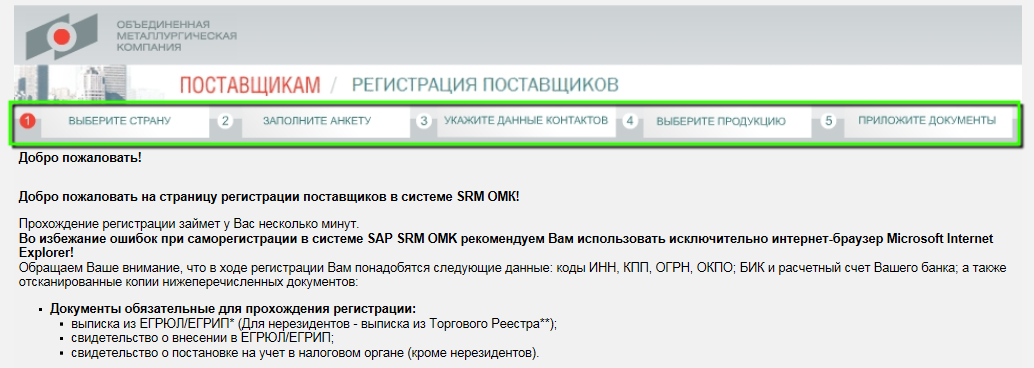 ОБЪЕДИНЕННАЯ
МЕТАЛЛУРГИЧЕСКАЯ
КОМПАНИЯ
ПОСТАВЩИКАМ / РЕГИСТРАЦИЯ ПОСТАВЩИКОВ
1 ВЫБЕРИТЕ СТРАНУ 2 ЗАПОЛНИТЕ АНКЕТУ 3 УКАЖИТЕ ДАННЫЕ КОНТАКТОВ 4 ВЫБЕРИТЕ ПРОДУКЦИЮ 5 ПРИЛОЖИТЕ ДОКУМЕНТЫ
Добро пожаловать!
Добро пожаловать на страницу регистрации поставщиков в системе SRM ОМК!
Прохождение регистрации займет у Вас несколько минут.
Во избежание ошибок при саморегистрации в системе SAP SRM ОМК рекомендуем Вам использовать исключительно интернет-браузер Microsoft Internet
Explorer!
Обращаем Ваше внимание, что в ходе регистрации Вам понадобятся следующие данные: коды ИНН, КПП, ОГРН, ОКПО; БИК и расчетный счет Вашего банка; а также
отсканированные копии нижеперечисленных документов:
▪ Документы обязательные для прохождения регистрации:
▪ выписка из ЕГРЮЛ/ЕГРИП* (Для нерезидентов - выписка из Торгового Реестра**);
▪ свидетельство о внесении в ЕГРЮЛ/ЕГРИП;
▪ свидетельство о постановке на учет в налоговом органе (кроме нерезидентов).